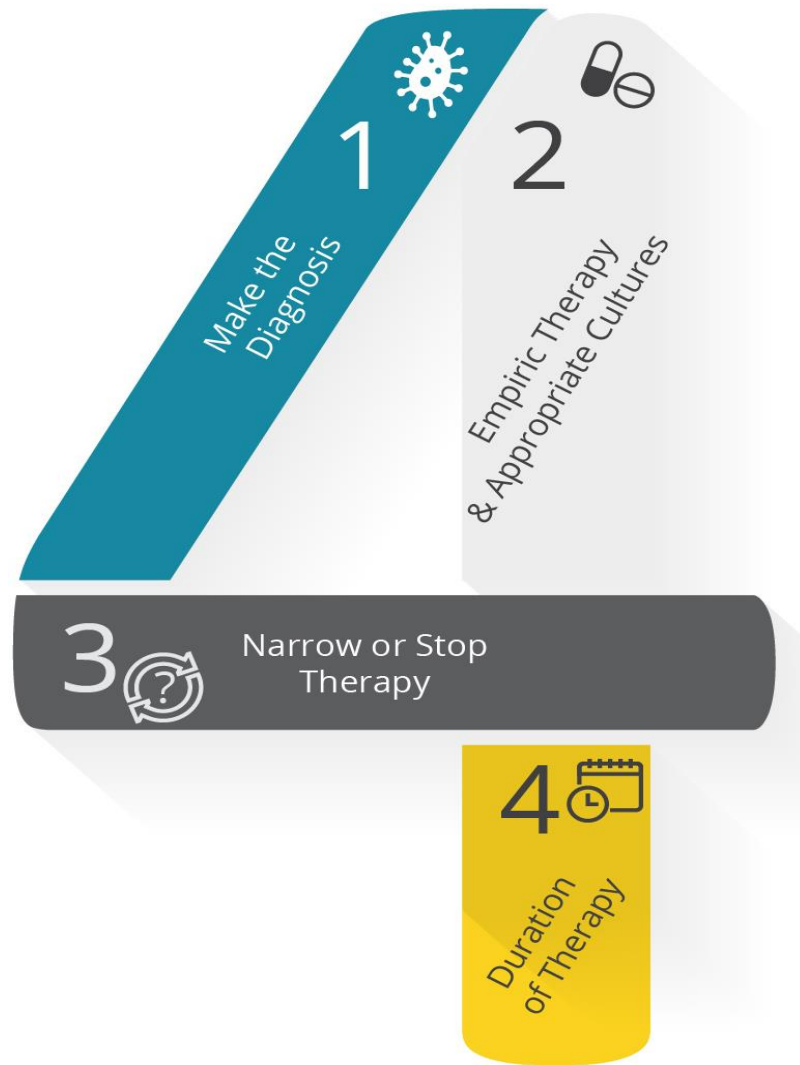 1
Make the
Diagnosis
2
Empiric Therapy
& Appropriate Cultures
3
?
Narrow or Stop
Therapy
4
Duration
of Therapy